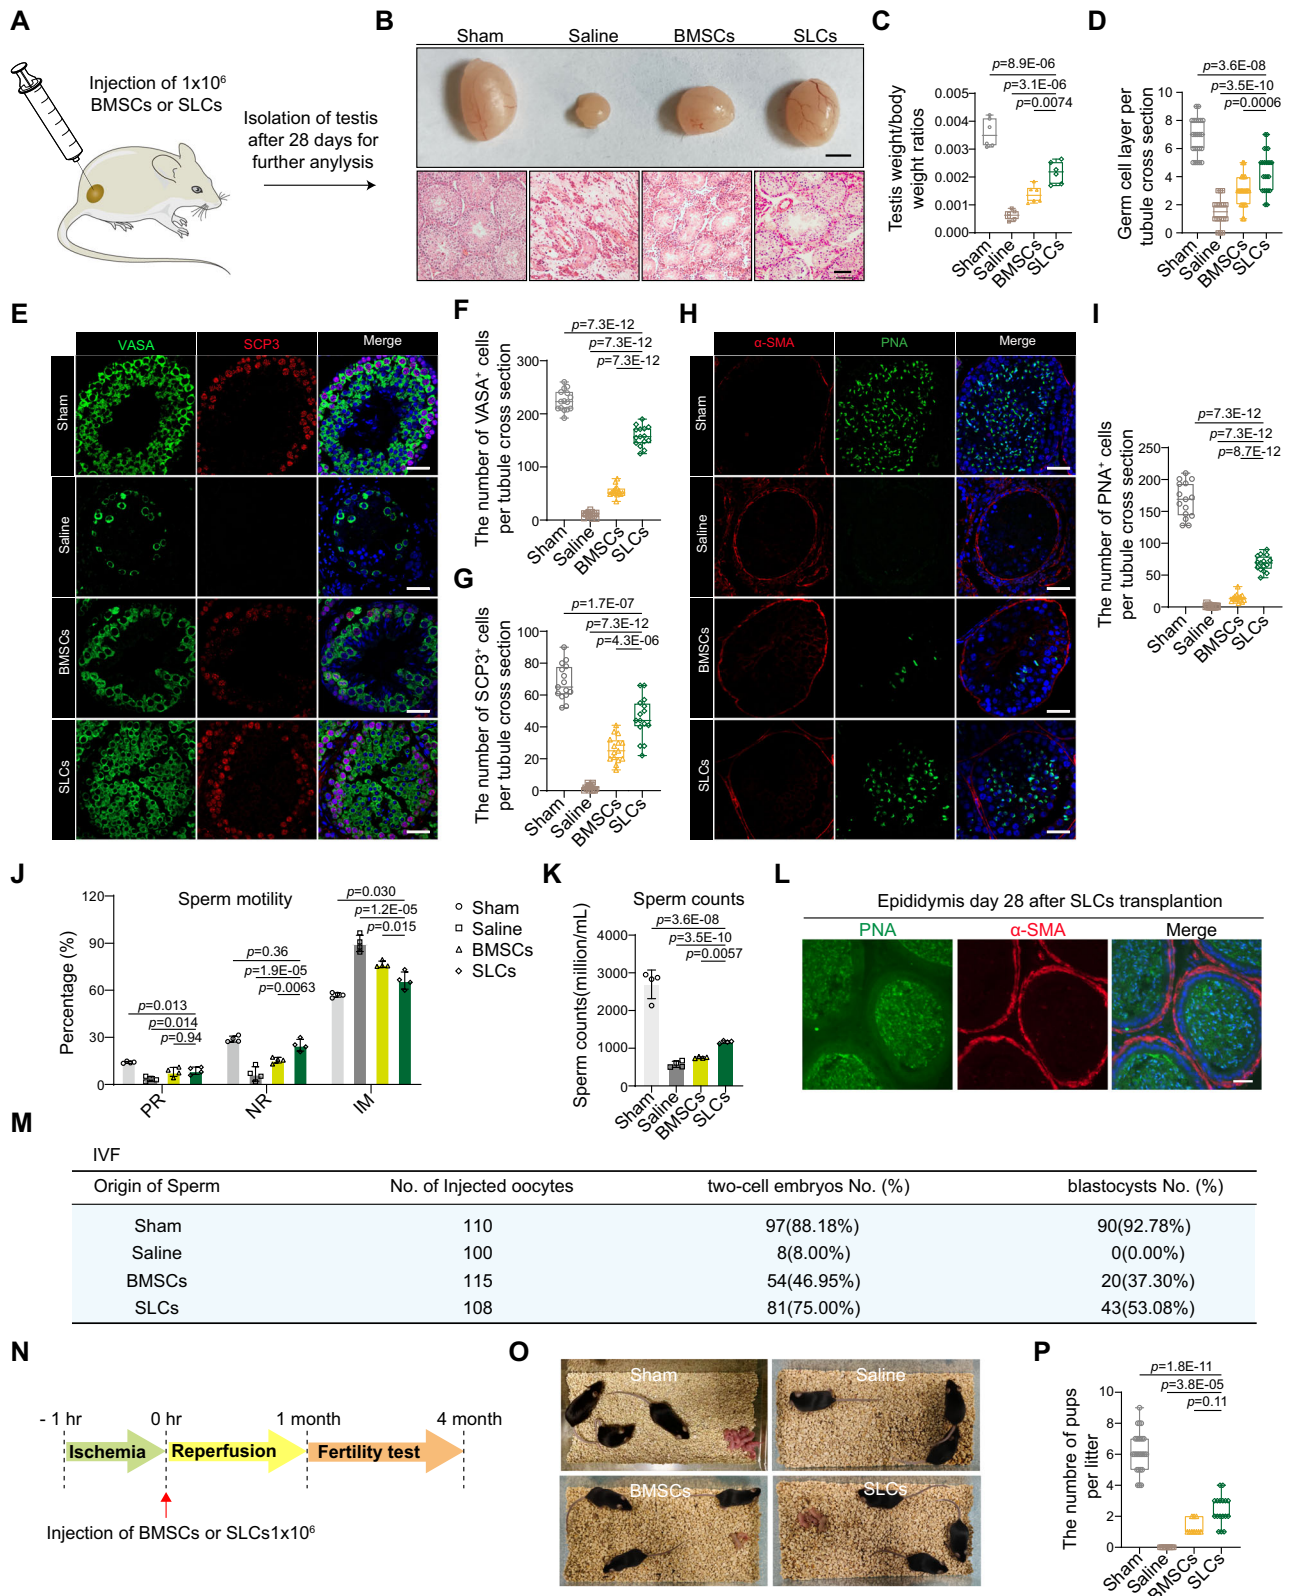 A
Injection of 1x10⁶
BMSCs or SLCs
Isolation of testis
after 28 days for
further anylysis
B
Sham Saline BMSCs SLCs
C
p=8.9E-06
p=3.1E-06
p=0.0074
Testis weight/body
weight ratios
0.005
0.004
0.003
0.002
0.001
0.000
Sham
Saline
BMSCs
SLCs
D
p=3.6E-08
p=3.5E-10
p=0.0006
Germ cell layer per
tubule cross section
10
9
8
7
6
5
4
3
2
1
0
Sham
Saline
BMSCs
SLCs
E
VASA SCP3 Merge
Sham
Saline
BMSCs
SLCs
F
p=7.3E-12
p=7.3E-12
p=7.3E-12
The number of VASA⁺ cells
per tubule cross section
300
200
100
0
Sham
Saline
BMSCs
SLCs
G
p=1.7E-07
p=7.3E-12
p=4.3E-06
The number of SCP3⁺ cells
per tubule cross section
100
80
60
40
20
0
Sham
Saline
BMSCs
SLCs
H
α-SMA PNA Merge
Sham
Saline
BMSCs
SLCs
I
p=7.3E-12
p=7.3E-12
p=8.7E-12
The number of PNA⁺ cells
per tubule cross section
250
200
150
100
50
0
Sham
Saline
BMSCs
SLCs
J
Sperm motility
Percentage (%)
120
90
60
30
0
p=0.013
p=0.014
p=0.94
p=0.36
p=1.9E-05
p=0.0063
p=0.030
p=1.2E-05
p=0.015
PR NR IM
Sham
Saline
BMSCs
SLCs
K
Sperm counts
p=3.6E-08
p=3.5E-10
p=0.0057
Sperm counts(million/mL)
4000
3000
2000
1000
0
Sham
Saline
BMSCs
SLCs
L
Epididymis day 28 after SLCs transplantion
PNA α-SMA Merge
M
IVF
Origin of Sperm No. of Injected oocytes two-cell embryos No. (%) blastocysts No. (%)
Sham 110 97(88.18%) 90(92.78%)
Saline 100 8(8.00%) 0(0.00%)
BMSCs 115 54(46.95%) 20(37.30%)
SLCs 108 81(75.00%) 43(53.08%)
N
- 1 hr 0 hr 1 month 4 month
Ischemia Reperfusion Fertility test
Injection of BMSCs or SLCs1x10⁶
O
Sham Saline
BMSCs SLCs
P
p=1.8E-11
p=3.8E-05
p=0.11
The numbre of pups
per litter
10
8
6
4
2
0
Sham
Saline
BMSCs
SLCs